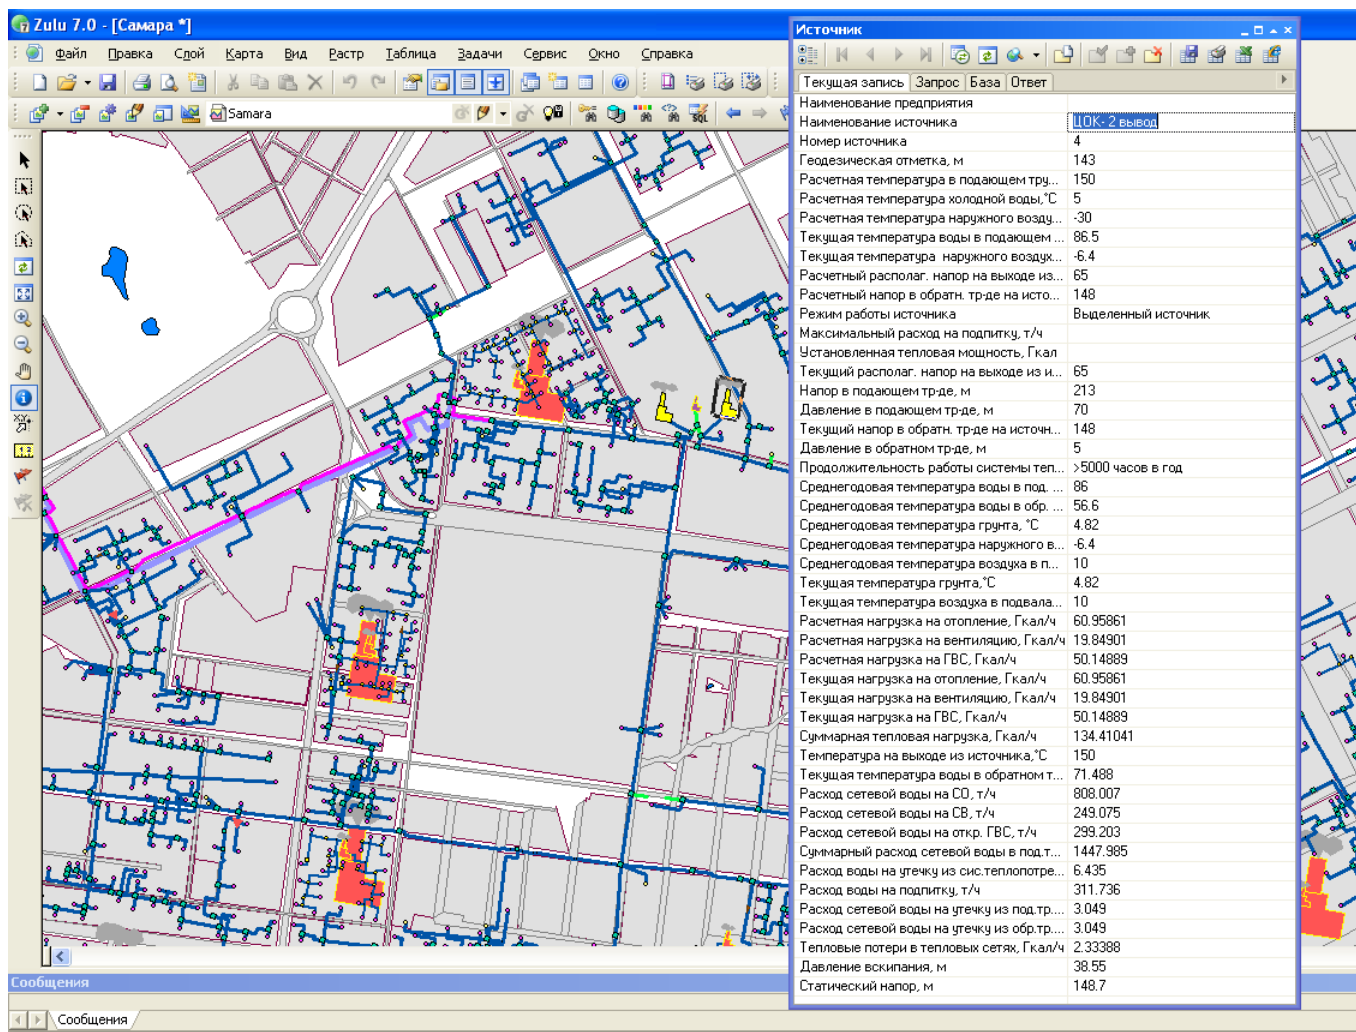 Zulu 7.0 - [Самара *]
Файл Правка Слой Карта Вид Растр Таблица Задачи Сервис Окно Справка
Samara
Источник
Текущая запись Запрос База Ответ
Наименование предприятия
Наименование источника ЦОК- 2 вывод
Номер источника 4
Геодезическая отметка, м 143
Расчетная температура в подающем тру... 150
Расчетная температура холодной воды,°C 5
Расчетная температура наружного возду... -30
Текущая температура воды в подающем ... 86.5
Текущая температура наружного воздух... -6.4
Расчетный располаг. напор на выходе из... 65
Расчетный напор в обратн. тр-де на исто... 148
Режим работы источника Выделенный источник
Максимальный расход на подпитку, т/ч
Установленная тепловая мощность, Гкал
Текущий располаг. напор на выходе из и... 65
Напор в подающем тр-де, м 213
Давление в подающем тр-де, м 70
Текущий напор в обратн. тр-де на источн... 148
Давление в обратном тр-де, м 5
Продолжительность работы системы теп... >5000 часов в год
Среднегодовая температура воды в под. ... 86
Среднегодовая температура воды в обр. ... 56.6
Среднегодовая температура грунта, °C 4.82
Среднегодовая температура наружного в... -6.4
Среднегодовая температура воздуха в п... 10
Текущая температура грунта,°C 4.82
Текущая температура воздуха в подвала... 10
Расчетная нагрузка на отопление, Гкал/ч 60.95861
Расчетная нагрузка на вентиляцию, Гкал/ч 19.84901
Расчетная нагрузка на ГВС, Гкал/ч 50.14889
Текущая нагрузка на отопление, Гкал/ч 60.95861
Текущая нагрузка на вентиляцию, Гкал/ч 19.84901
Текущая нагрузка на ГВС, Гкал/ч 50.14889
Суммарная тепловая нагрузка, Гкал/ч 134.41041
Температура на выходе из источника,°C 150
Текущая температура воды в обратном т... 71.488
Расход сетевой воды на СО, т/ч 808.007
Расход сетевой воды на СВ, т/ч 249.075
Расход сетевой воды на откр. ГВС, т/ч 299.203
Суммарный расход сетевой воды в под.т... 1447.985
Расход воды на утечку из сис.теплопотре... 6.435
Расход воды на подпитку, т/ч 311.736
Расход сетевой воды на утечку из под.тр.... 3.049
Расход сетевой воды на утечку из обр.тр.... 3.049
Тепловые потери в тепловых сетях, Гкал/ч 2.33388
Давление вскипания, м 38.55
Статический напор, м 148.7
Сообщения
Сообщения